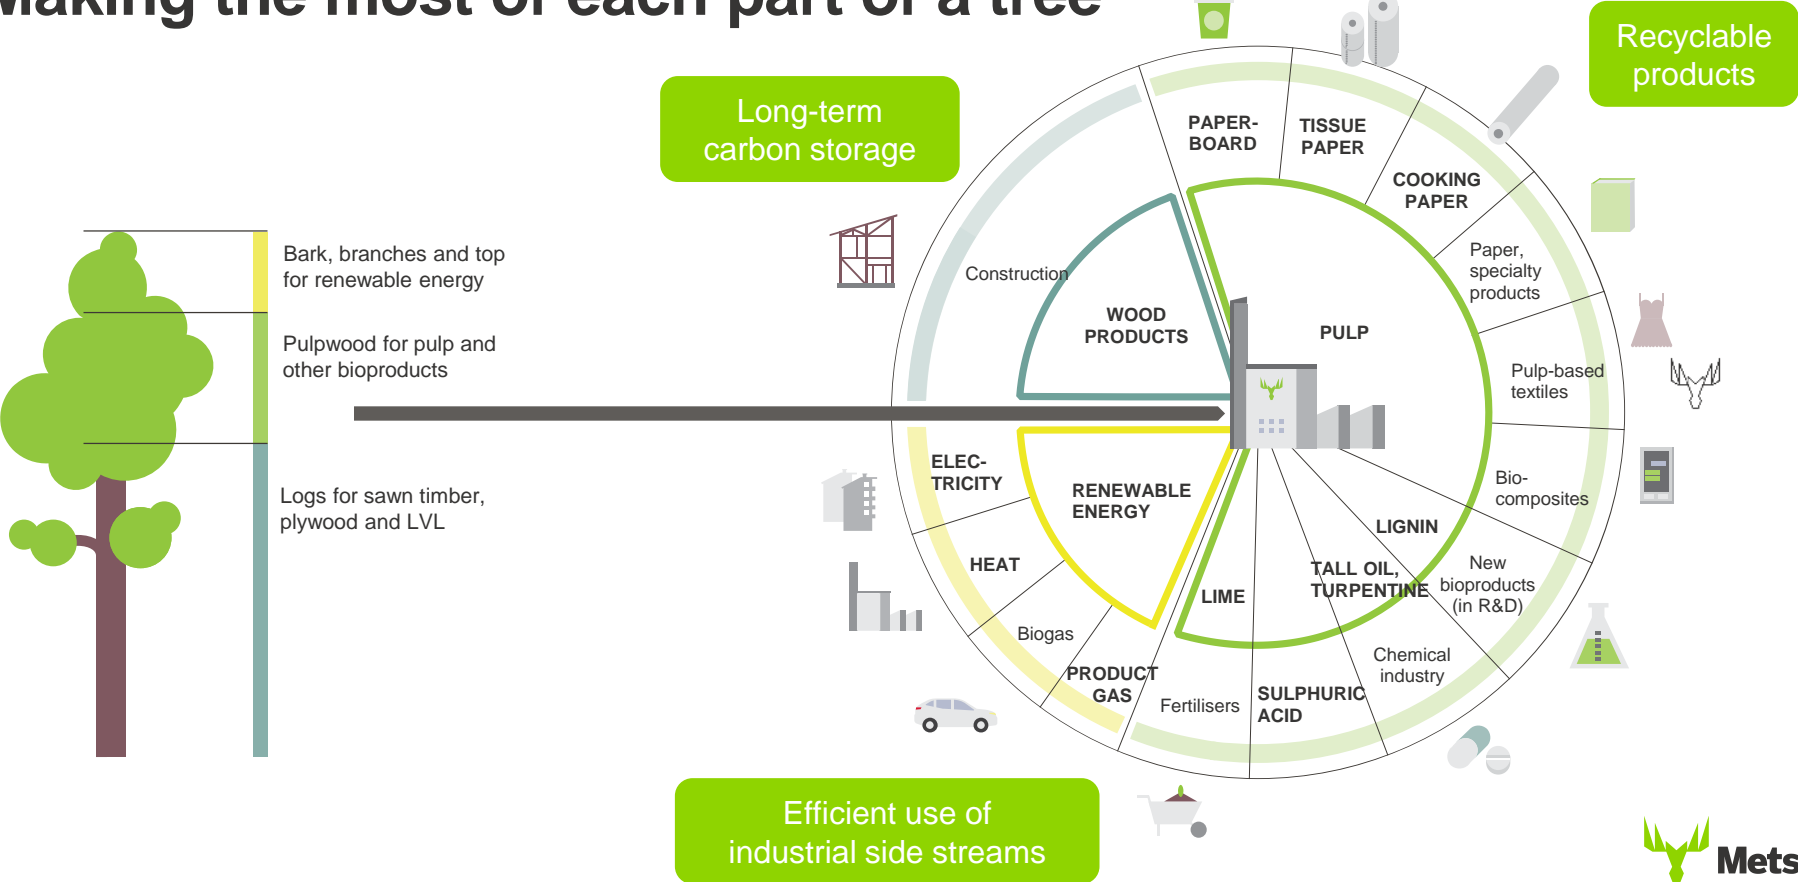 Making the most of each part of a tree
Recyclable
products
Long-term
carbon storage
PAPER-
BOARD
TISSUE
PAPER
COOKING
PAPER
Paper,
specialty
products
Pulp-based
textiles
Bio-
composites
Construction
WOOD
PRODUCTS
PULP
Bark, branches and top
for renewable energy
Pulpwood for pulp and
other bioproducts
Logs for sawn timber,
plywood and LVL
ELEC-
TRICITY
RENEWABLE
ENERGY
HEAT
Biogas
PRODUCT
GAS
LIGNIN
TALL OIL,
TURPENTINE
LIME
New
bioproducts
(in R&D)
Chemical
industry
Fertilisers
SULPHURIC
ACID
Efficient use of
industrial side streams
Mets